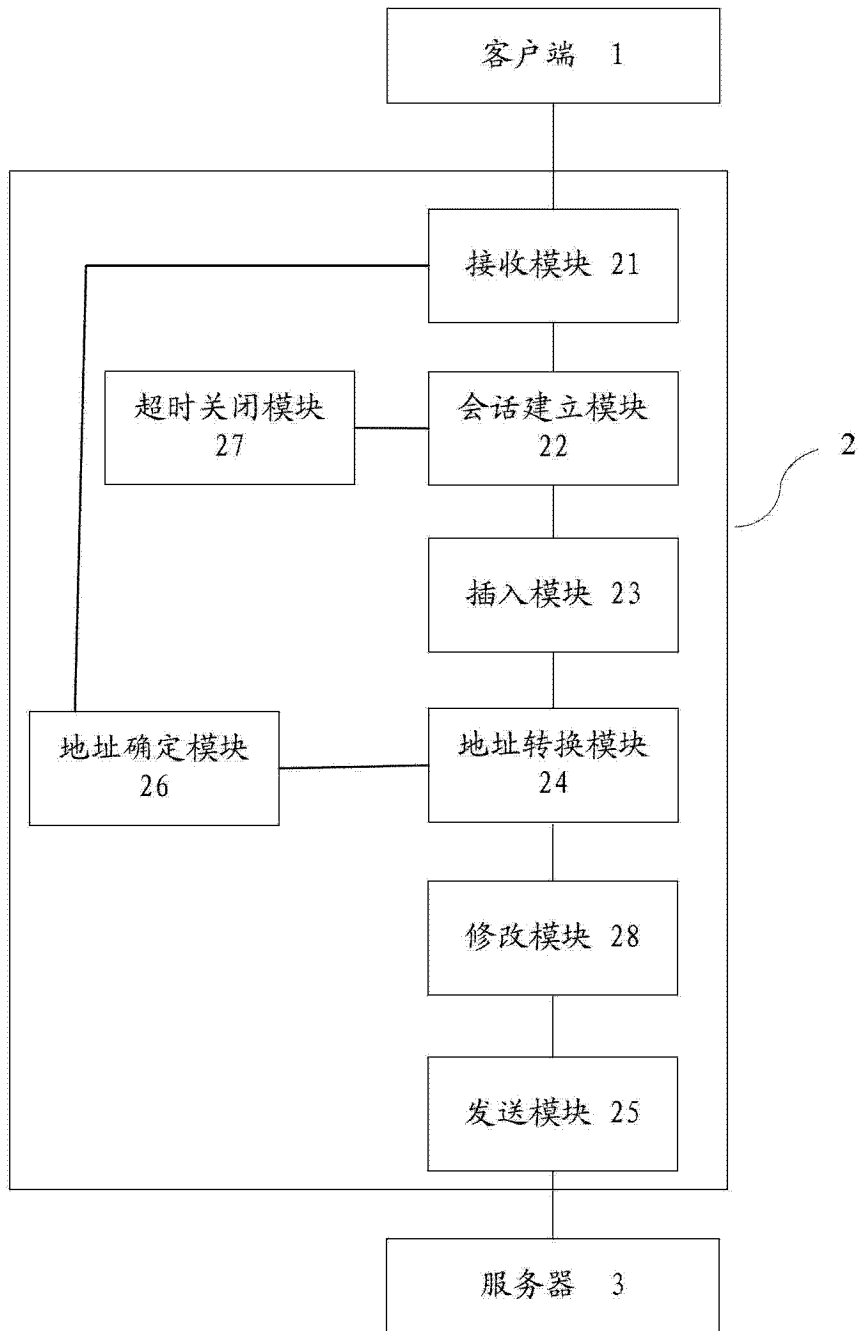 客户端 1
接收模块 21
超时关闭模块
27
会话建立模块
22
2
插入模块 23
地址确定模块
26
地址转换模块
24
修改模块 28
发送模块 25
服务器 3